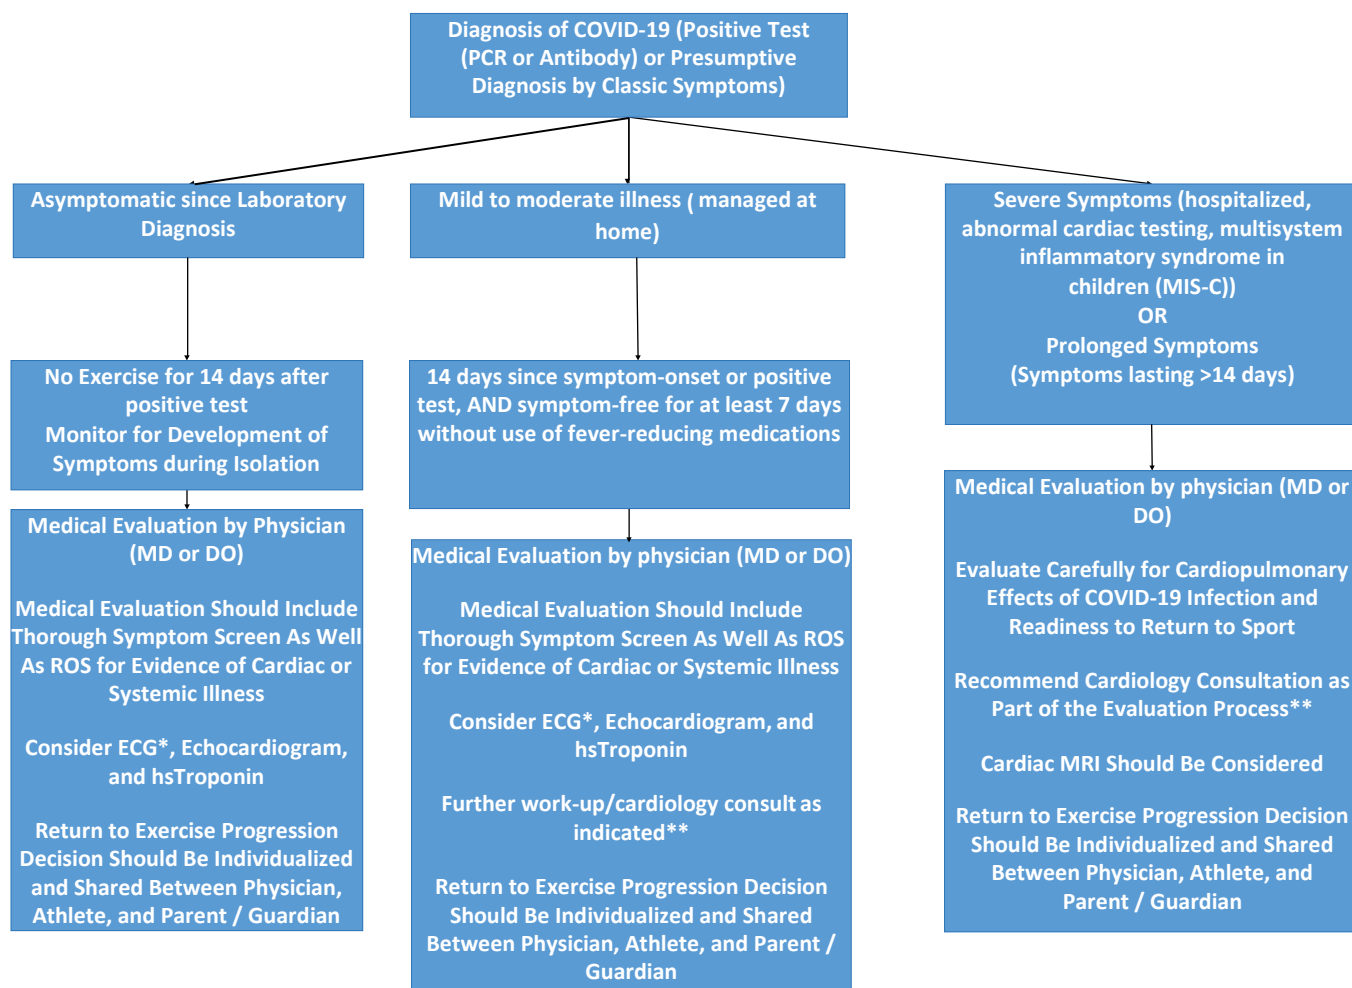 Diagnosis of COVID-19 (Positive Test
(PCR or Antibody) or Presumptive
Diagnosis by Classic Symptoms)
Asymptomatic since Laboratory
Diagnosis
No Exercise for 14 days after
positive test
Monitor for Development of
Symptoms during Isolation
Medical Evaluation by Physician
(MD or DO)
Medical Evaluation Should Include
Thorough Symptom Screen As Well
As ROS for Evidence of Cardiac or
Systemic Illness
Consider ECG*, Echocardiogram,
and hsTroponin
Return to Exercise Progression
Decision Should Be Individualized
and Shared Between Physician,
Athlete, and Parent / Guardian
Mild to moderate illness ( managed at
home)
14 days since symptom-onset or positive
test, AND symptom-free for at least 7 days
without use of fever-reducing medications
Medical Evaluation by physician (MD or DO)
Medical Evaluation Should Include
Thorough Symptom Screen As Well As ROS
for Evidence of Cardiac or Systemic Illness
Consider ECG*, Echocardiogram, and
hsTroponin
Further work-up/cardiology consult as
indicated**
Return to Exercise Progression Decision
Should Be Individualized and Shared
Between Physician, Athlete, and Parent /
Guardian
Severe Symptoms (hospitalized,
abnormal cardiac testing, multisystem
inflammatory syndrome in
children (MIS-C))
OR
Prolonged Symptoms
(Symptoms lasting >14 days)
Medical Evaluation by physician (MD or
DO)
Evaluate Carefully for Cardiopulmonary
Effects of COVID-19 Infection and
Readiness to Return to Sport
Recommend Cardiology Consultation as
Part of the Evaluation Process**
Cardiac MRI Should Be Considered
Return to Exercise Progression Decision
Should Be Individualized and Shared
Between Physician, Athlete, and
Parent / Guardian